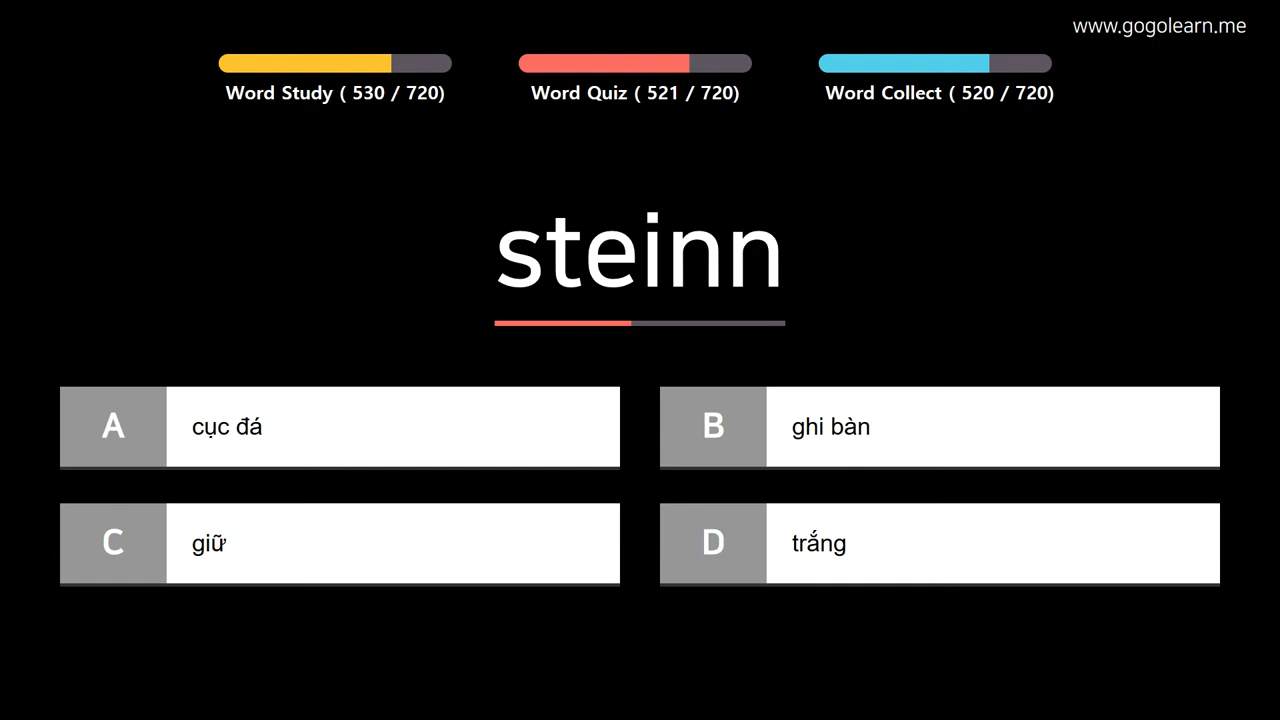 www.gogolearn.me
Word Study ( 530 / 720)
Word Quiz ( 521 / 720)
Word Collect ( 520 / 720)
steinn
A cục đá
B ghi bàn
C giữ
D trắng